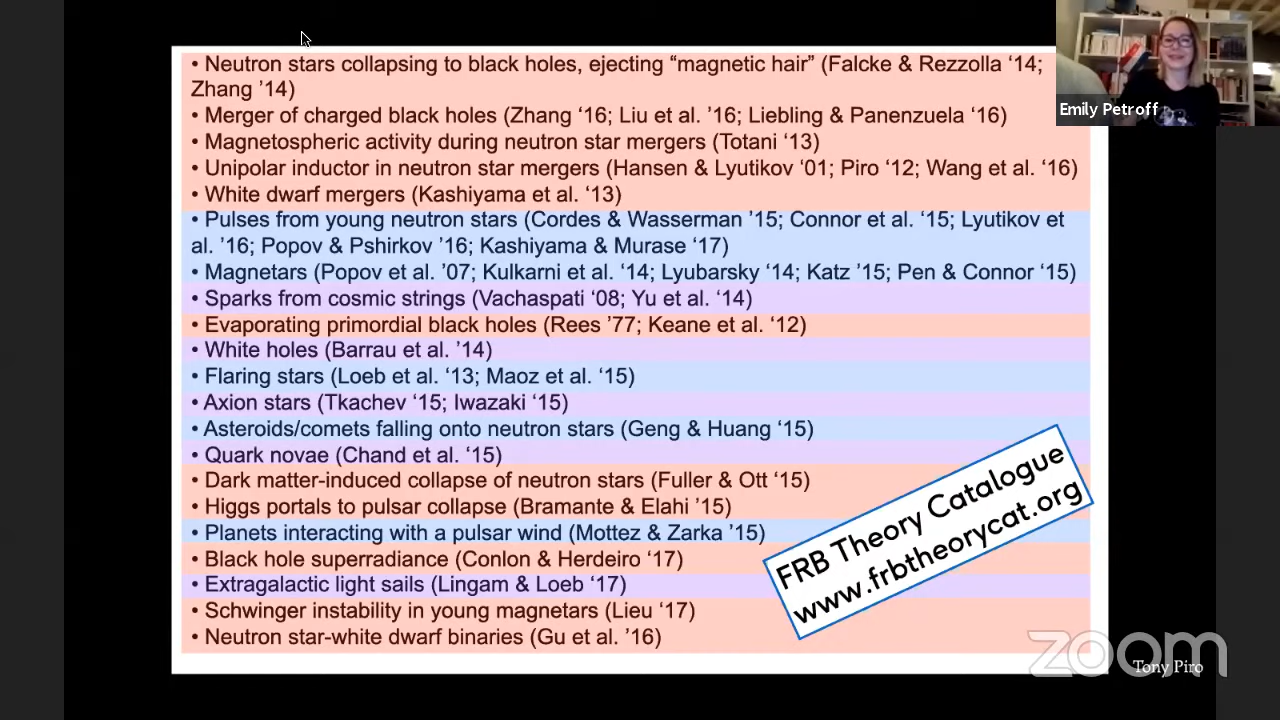 • Neutron stars collapsing to black holes, ejecting “magnetic hair” (Falcke & Rezzolla ‘14;
Zhang ’14)
• Merger of charged black holes (Zhang ‘16; Liu et al. ’16; Liebling & Panenzuela ‘16)
• Magnetospheric activity during neutron star mergers (Totani ‘13)
• Unipolar inductor in neutron star mergers (Hansen & Lyutikov ‘01; Piro ‘12; Wang et al. ‘16)
• White dwarf mergers (Kashiyama et al. ‘13)
• Pulses from young neutron stars (Cordes & Wasserman ’15; Connor et al. ‘15; Lyutikov et
al. ’16; Popov & Pshirkov ‘16; Kashiyama & Murase ‘17)
• Magnetars (Popov et al. ’07; Kulkarni et al. ‘14; Lyubarsky ‘14; Katz ’15; Pen & Connor ‘15)
• Sparks from cosmic strings (Vachaspati ‘08; Yu et al. ‘14)
• Evaporating primordial black holes (Rees ’77; Keane et al. ‘12)
• White holes (Barrau et al. ’14)
• Flaring stars (Loeb et al. ‘13; Maoz et al. ‘15)
• Axion stars (Tkachev ‘15; Iwazaki ‘15)
• Asteroids/comets falling onto neutron stars (Geng & Huang ‘15)
• Quark novae (Chand et al. ‘15)
• Dark matter-induced collapse of neutron stars (Fuller & Ott ‘15)
• Higgs portals to pulsar collapse (Bramante & Elahi ’15)
• Planets interacting with a pulsar wind (Mottez & Zarka ’15)
• Black hole superradiance (Conlon & Herdeiro ‘17)
• Extragalactic light sails (Lingam & Loeb ‘17)
• Schwinger instability in young magnetars (Lieu ‘17)
• Neutron star-white dwarf binaries (Gu et al. ‘16)
FRB Theory Catalogue
www.frbtheorycat.org
Emily Petroff
zoom
Tony Piro